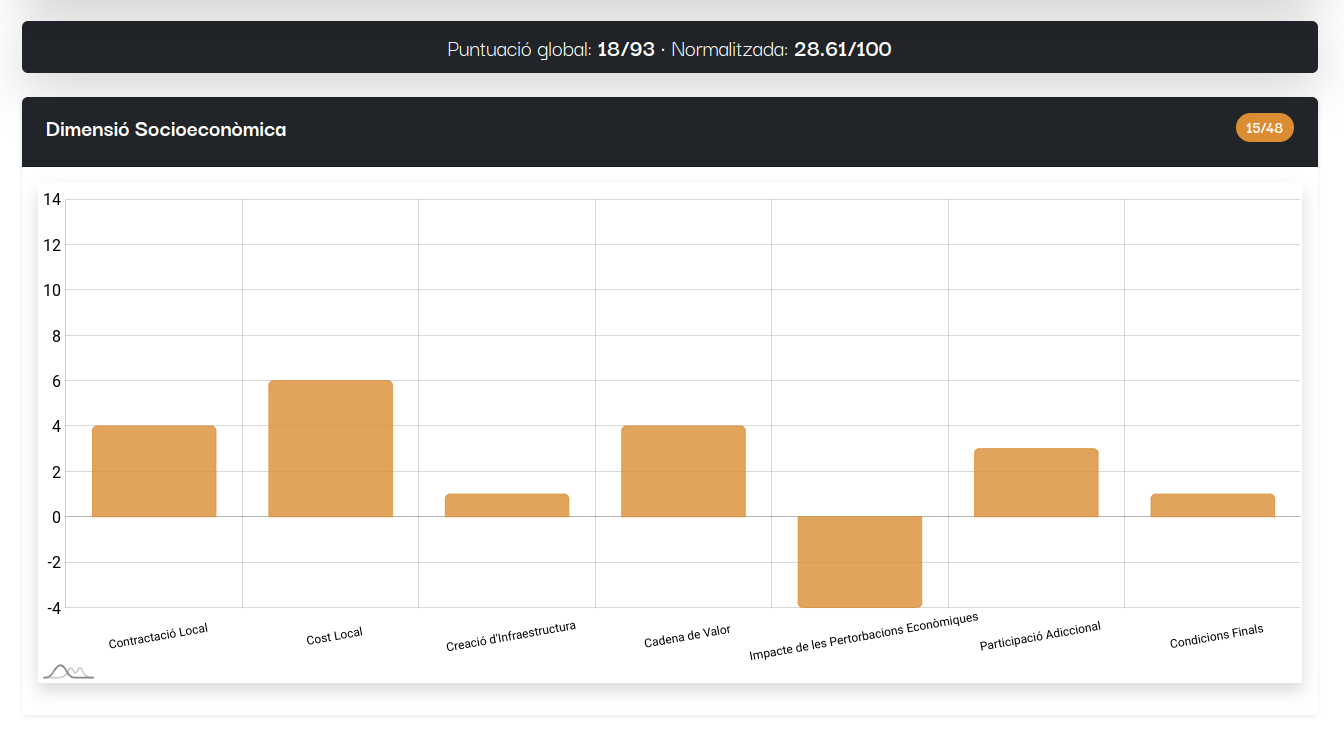 Puntuació global: 18/93 · Normalitzada: 28.61/100
Dimensió Socioeconòmica
15/48
14
12
10
8
6
4
2
0
-2
-4
Contractació Local
Cost Local
Creació d'Infraestructura
Cadena de Valor
Impacte de les Pertorbacions Econòmiques
Participació Adiccional
Condicions Finals